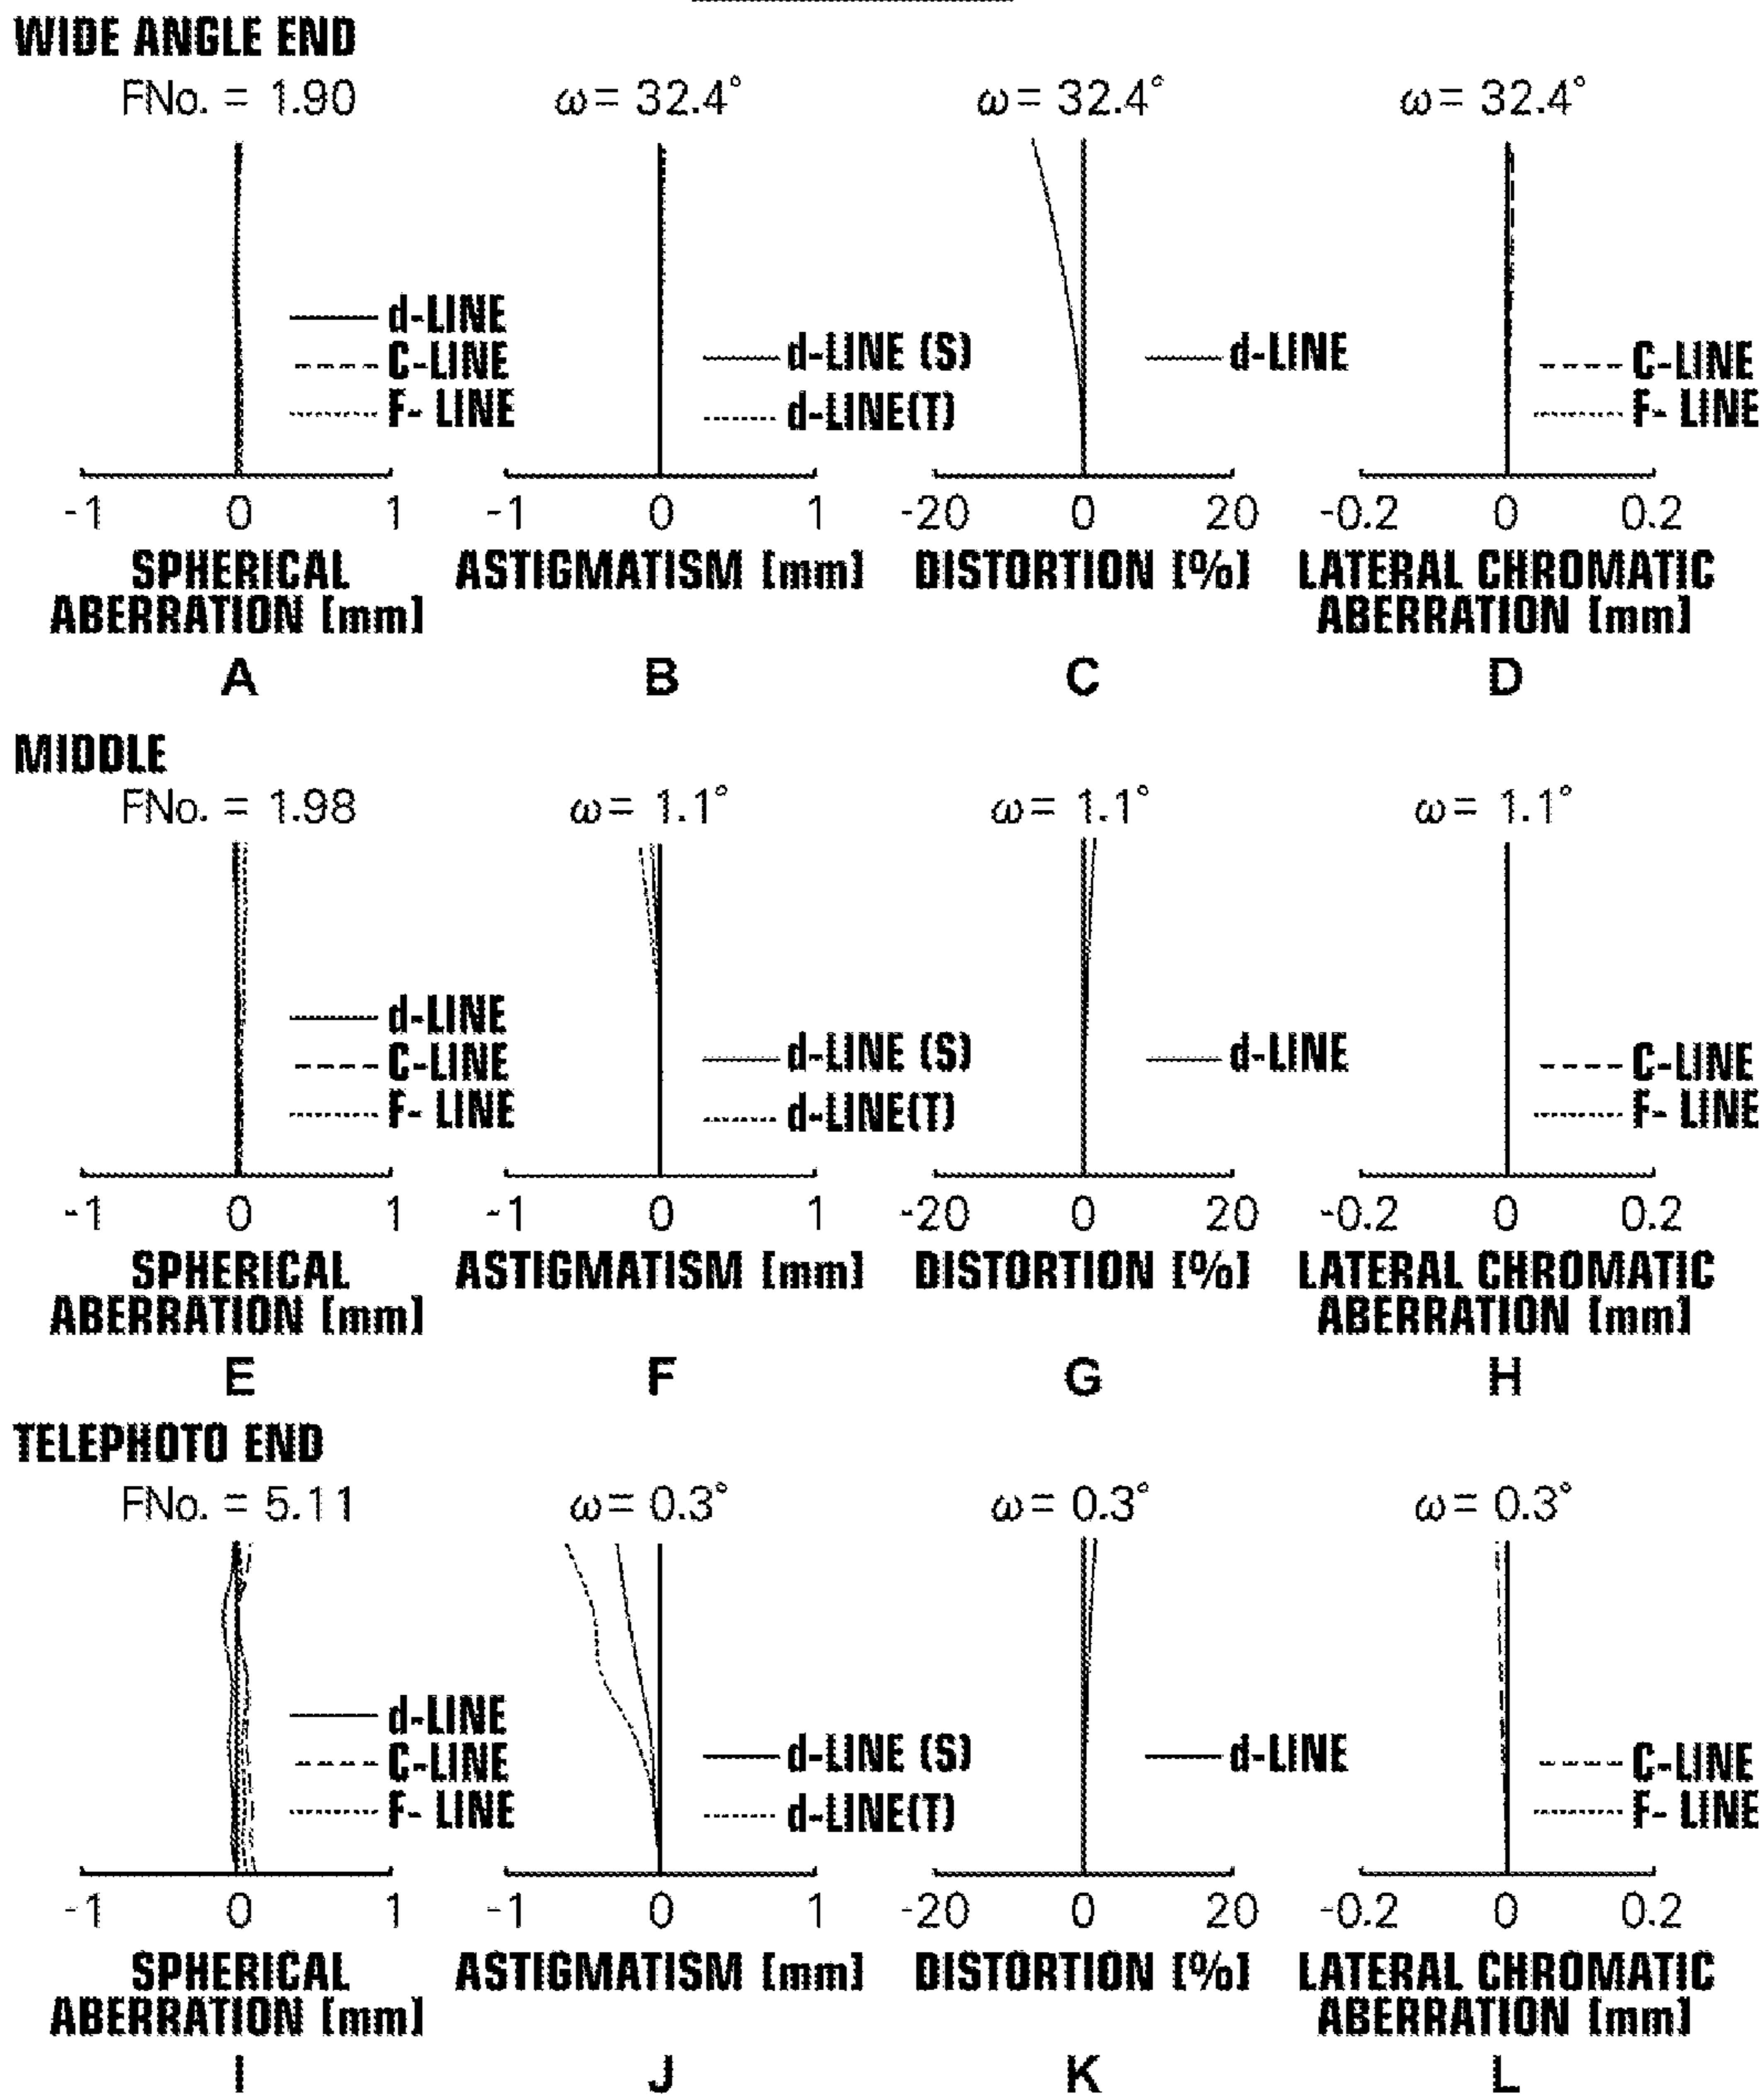 WIDE ANGLE END
FNo. = 1.90
ω= 32.4°
ω= 32.4°
ω= 32.4°
d-LINE
C-LINE
F- LINE
d-LINE (S)
d-LINE(T)
d-LINE
C-LINE
F- LINE
-1 0 1
-1 0 1
-20 0 20
-0.2 0 0.2
SPHERICAL
ABERRATION [mm]
ASTIGMATISM [mm]
DISTORTION [%]
LATERAL CHROMATIC
ABERRATION [mm]
A
B
C
D
MIDDLE
FNo. = 1.98
ω= 1.1°
ω= 1.1°
ω= 1.1°
d-LINE
C-LINE
F- LINE
d-LINE (S)
d-LINE(T)
d-LINE
C-LINE
F- LINE
-1 0 1
-1 0 1
-20 0 20
-0.2 0 0.2
SPHERICAL
ABERRATION [mm]
ASTIGMATISM [mm]
DISTORTION [%]
LATERAL CHROMATIC
ABERRATION [mm]
E
F
G
H
TELEPHOTO END
FNo. = 5.11
ω= 0.3°
ω= 0.3°
ω= 0.3°
d-LINE
C-LINE
F- LINE
d-LINE (S)
d-LINE(T)
d-LINE
C-LINE
F- LINE
-1 0 1
-1 0 1
-20 0 20
-0.2 0 0.2
SPHERICAL
ABERRATION [mm]
ASTIGMATISM [mm]
DISTORTION [%]
LATERAL CHROMATIC
ABERRATION [mm]
I
J
K
L